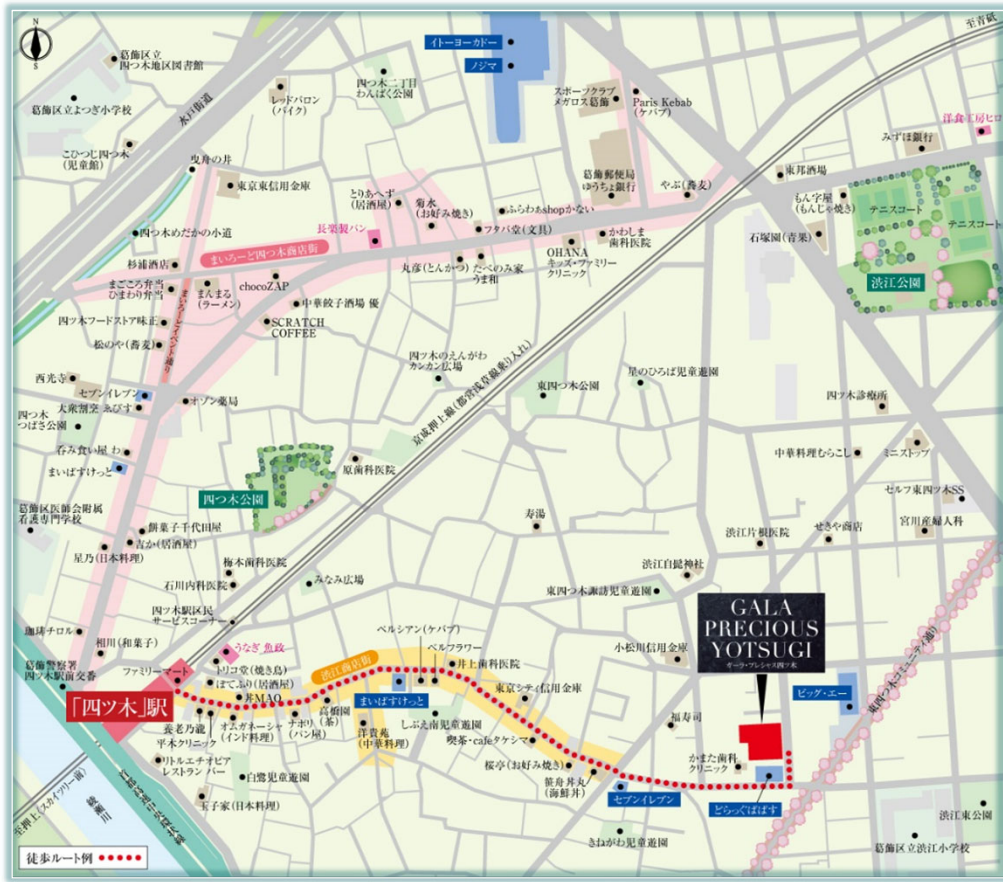 N
S
至青砥
イトーヨーカドー
ノジマ
葛飾区立
四つ木地区図書館
葛飾区立よつぎ小学校
水戸街道
レッドバロン
(バイク)
四つ木二丁目
わんぱく公園
スポーツクラブ
メガロス葛飾
Paris Kebab
(ケバブ)
洋食工房ヒロ
みずほ銀行
こひつじ四つ木
(児童館)
曳舟の井
東京東信用金庫
とりあへず
(居酒屋)
菊水
(お好み焼き)
葛飾郵便局
ゆうちょ銀行
やぶ(蕎麦)
東邦酒場
もん字屋
(もんじゃ焼き)
テニスコート
テニスコート
ふらわぁshopかない
長楽製パン
フタバ堂(文具)
かわしま
歯科医院
石塚園(青果)
四つ木めだかの小道
まいろーど四つ木商店街
杉浦酒店
丸彦(とんかつ)
たべのみ家
うま和
OHANA
キッズ・ファミリー
クリニック
渋江公園
まごころ弁当
ひまわり弁当
まんまる
(ラーメン)
chocoZAP
中華餃子酒場 優
SCRATCH
COFFEE
四ツ木フードストア味正
松のや(蕎麦)
四ツ木のえんがわ
カンカン広場
京成押上線(都営浅草線乗り入れ)
東四つ木公園
星のひろば児童遊園
西光寺
セブンイレブン
大衆割烹 ゑびす
オゾン薬局
四つ木
つばさ公園
四ツ木診療所
呑み食い屋 わ
まいばすけっと
原歯科医院
中華料理むらこし
ミニストップ
四つ木公園
セルフ東四ツ木SS
葛飾区医師会附属
看護専門学校
餅菓子千代田屋
吉か(居酒屋)
星乃(日本料理)
寿湯
渋江片根医院
せきや商店
宮川産婦人科
梅本歯科医院
石川内科医院
みなみ広場
渋江白髭神社
東四つ木諏訪児童遊園
四ツ木駅区民
サービスコーナー
GALA
PRECIOUS
YOTSUGI
ガーラ・プレシャス四ツ木
珈琲チロル
相川(和菓子)
うなぎ 魚政
ペルシアン(ケバブ)
ベルフラワー
小松川信用金庫
葛飾警察署
四ツ木駅前交番
ファミリーマート
トリコ堂(焼き鳥)
ぽてふり(居酒屋)
渋江商店街
井上歯科医院
東京シティ信用金庫
ビッグ・エー
東四つ木コミュニティ通り
「四ツ木」駅
丼MAQ
高橋園
(茶)
まいばすけっと
養老乃瀧
平木クリニック
オムガネーシャ
(インド料理)
ナポリ
(パン屋)
洋貴苑
(中華料理)
しぶえ南児童遊園
喫茶・cafeタケシマ
福寿司
かまた歯科
クリニック
リトルエチオピア
レストラン バー
白鷺児童遊園
桜亭(お好み焼き)
笹舟丼丸
(海鮮丼)
セブンイレブン
どらっぐぱぱす
玉子家(日本料理)
至押上(スカイツリー前)
綾瀬川
きねがわ児童遊園
渋江東公園
葛飾区立渋江小学校
徒歩ルート例